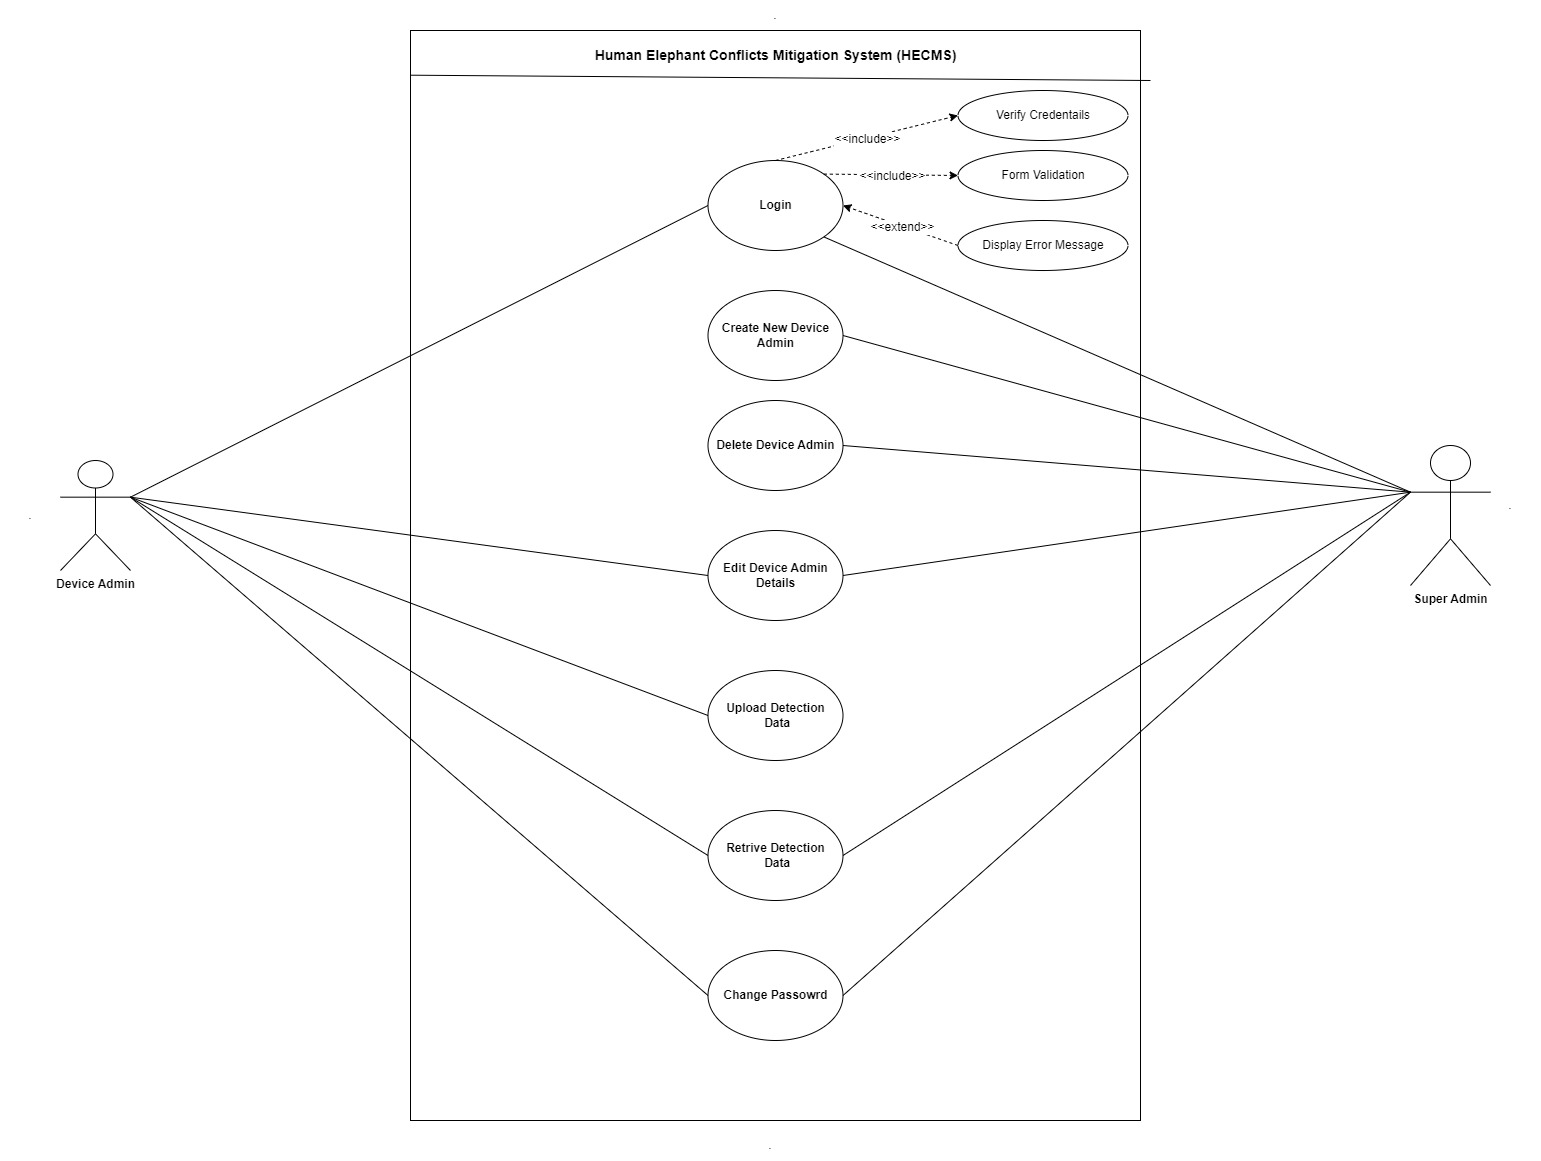 Human Elephant Conflicts Mitigation System (HECMS)
Verify Credentails
<<include>>
Form Validation
<<include>>
Login
<<extend>>
Display Error Message
Create New Device
Admin
Delete Device Admin
Edit Device Admin
Details
Device Admin
Super Admin
Upload Detection
Data
Retrive Detection
Data
Change Passowrd